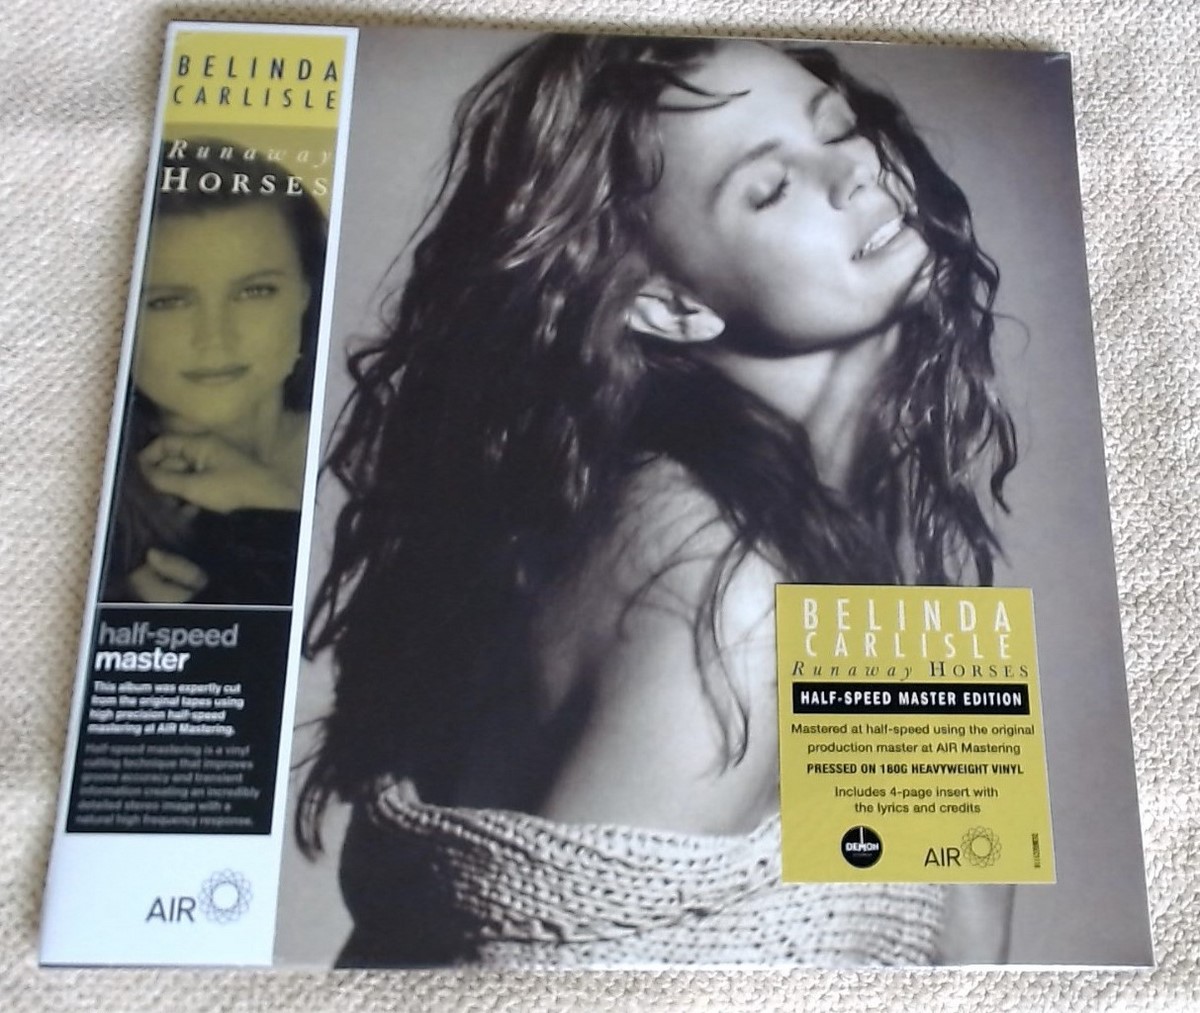 BELINDA
CARLISLE
Runaway
HORSES
half-speed
master
This album was expertly cut
from the original tapes using
high precision half-speed
mastering at AIR Mastering.
Half-speed mastering is a vinyl
cutting technique that improves
groove accuracy and transient
information creating an incredibly
detailed stereo image with a
natural high frequency response.
AIR
BELINDA
CARLISLE
Runaway HORSES
HALF-SPEED MASTER EDITION
Mastered at half-speed using the original
production master at AIR Mastering
PRESSED ON 180G HEAVYWEIGHT VINYL
Includes 4-page insert with
the lyrics and credits
DEMON
AIR